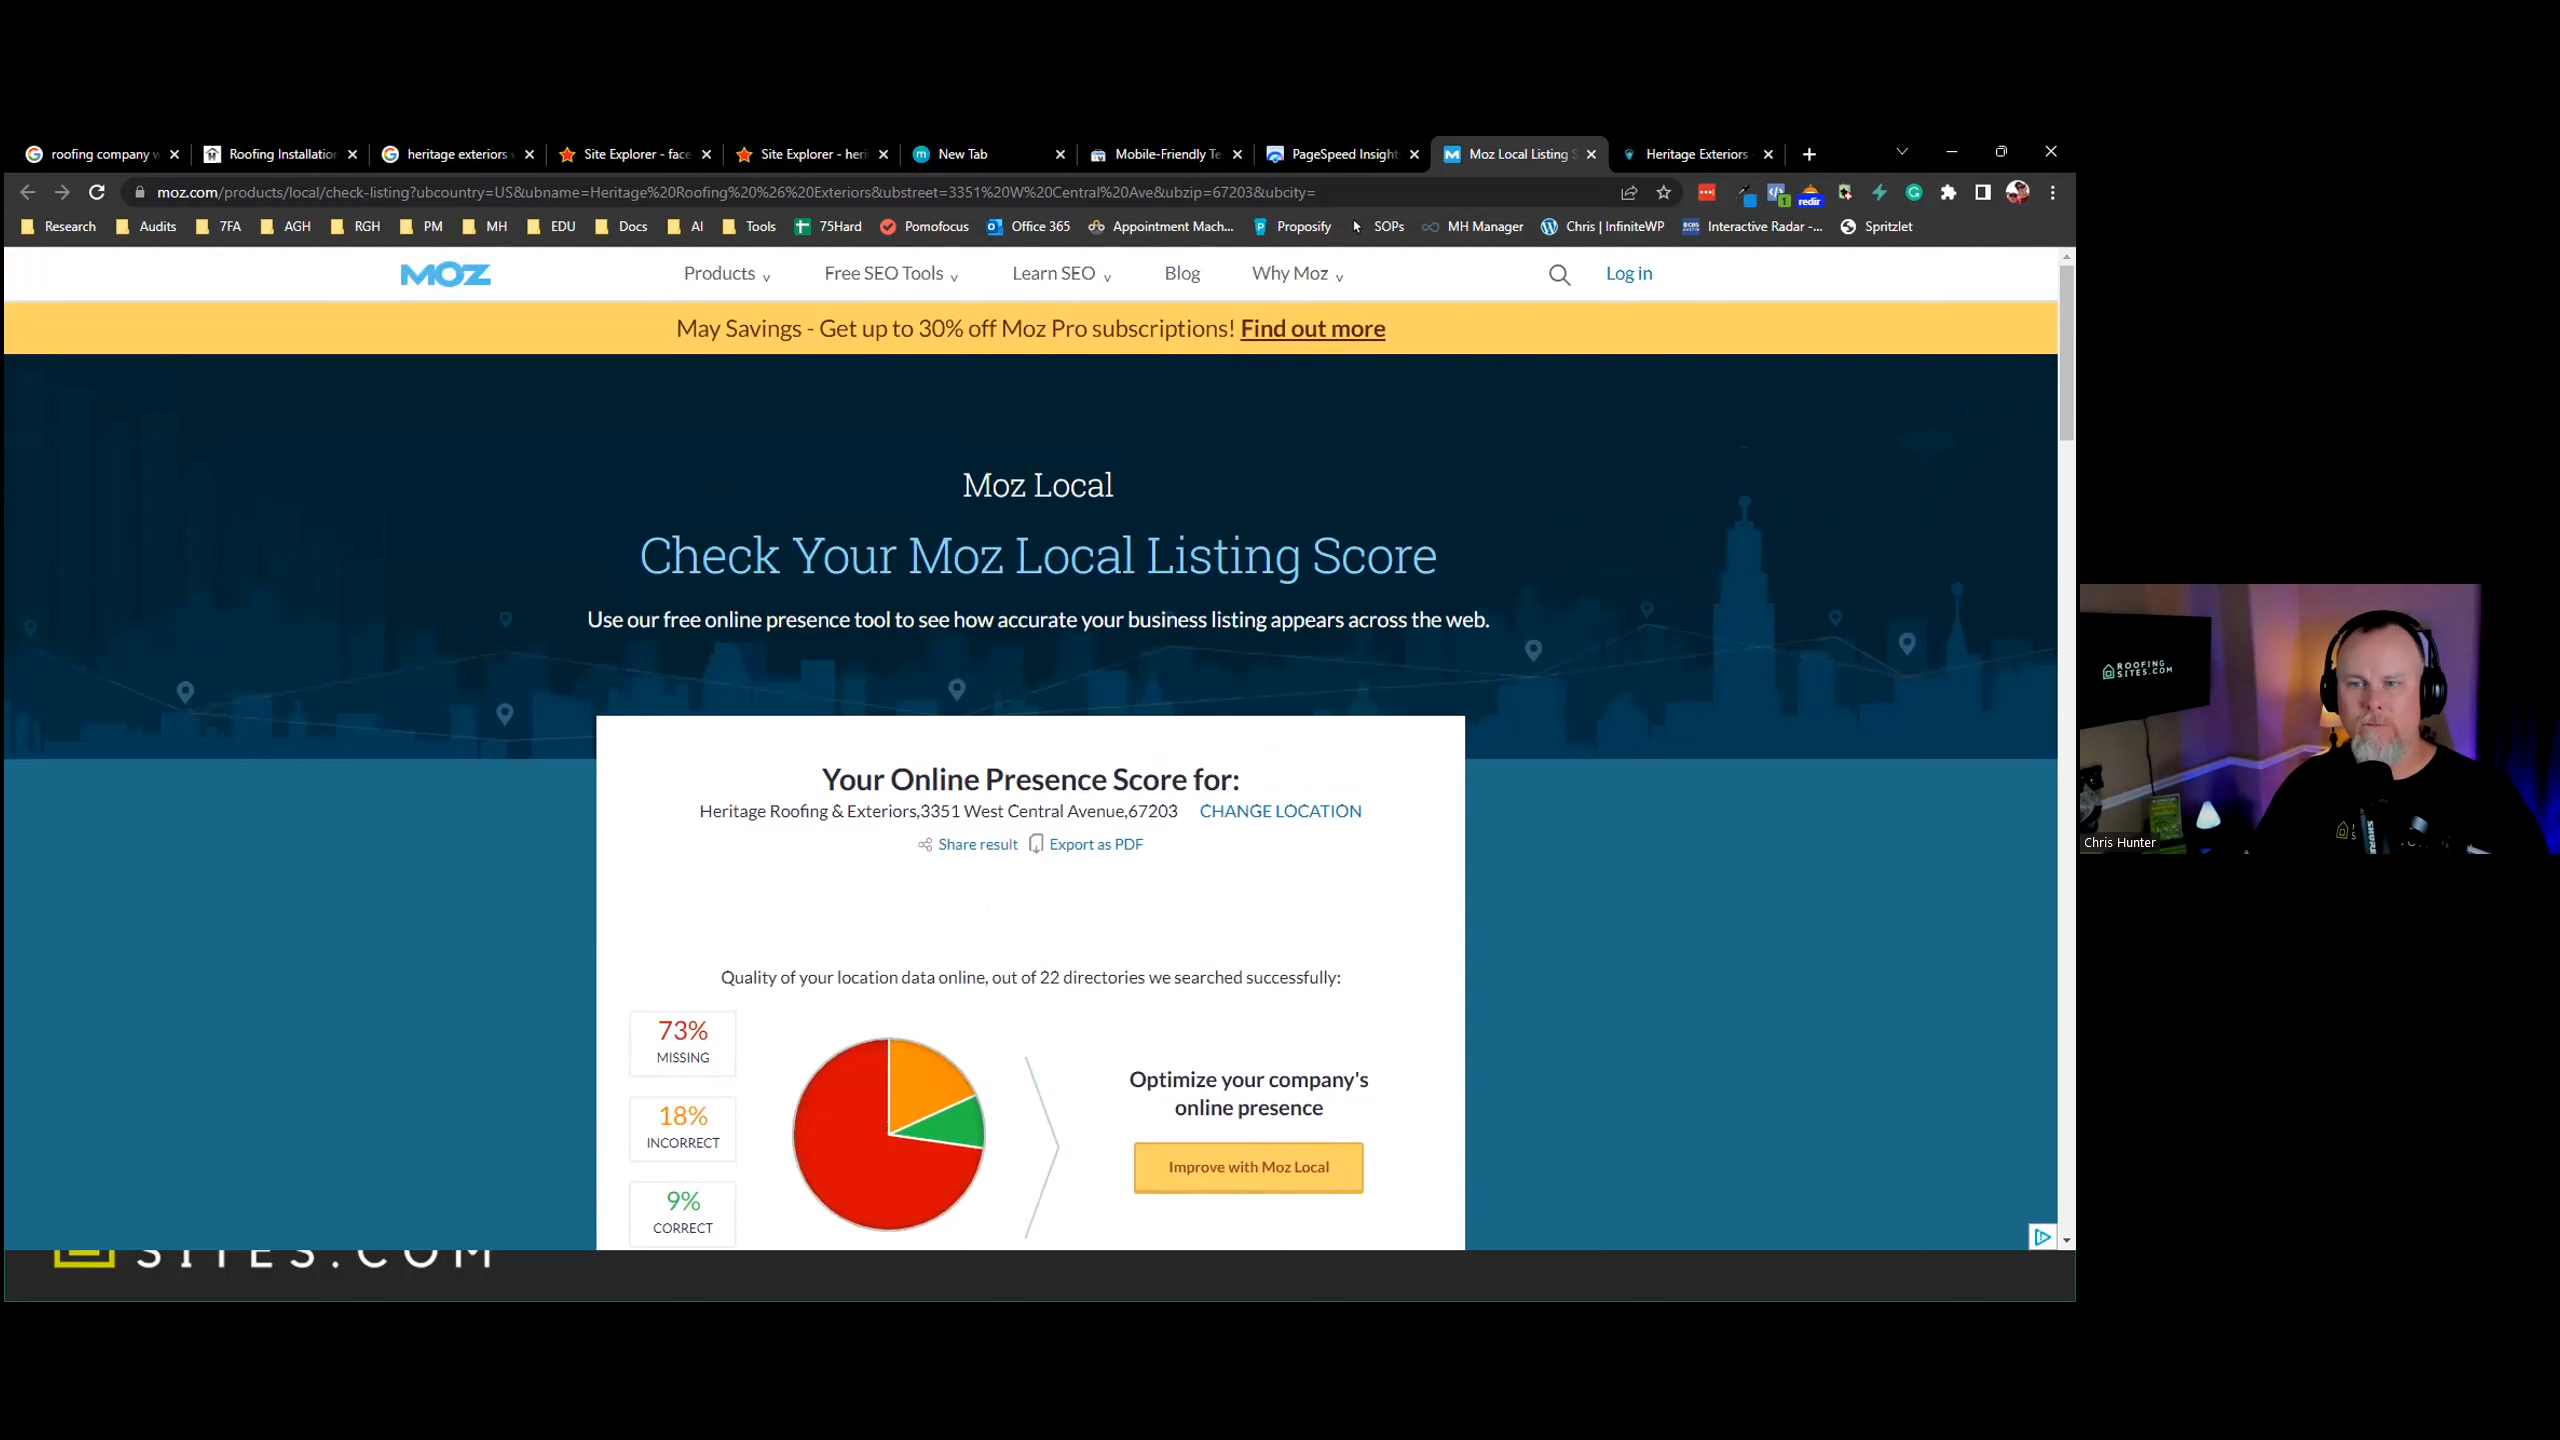 roofing company w
Roofing Installation
heritage exteriors
Site Explorer - face
Site Explorer - heri
New Tab
Mobile-Friendly Te
PageSpeed Insight
Moz Local Listing S
Heritage Exteriors
moz.com/products/local/check-listing?ubcountry=US&ubname=Heritage%20Roofing%20%26%20Exteriors&ubstreet=3351%20W%20Central%20Ave&ubzip=67203&ubcity=
redir
Research Audits 7FA AGH RGH PM MH EDU Docs AI Tools 75Hard Pomofocus Office 365 Appointment Mach... Proposify SOPs MH Manager Chris | InfiniteWP Interactive Radar -... Spritzlet
MOZ Products Free SEO Tools Learn SEO Blog Why Moz Log in
May Savings - Get up to 30% off Moz Pro subscriptions! Find out more
Moz Local
Check Your Moz Local Listing Score
Use our free online presence tool to see how accurate your business listing appears across the web.
Your Online Presence Score for:
Heritage Roofing & Exteriors,3351 West Central Avenue,67203 CHANGE LOCATION
Share result Export as PDF
Quality of your location data online, out of 22 directories we searched successfully:
73%
MISSING
18%
INCORRECT
9%
CORRECT
Optimize your company's
online presence
Improve with Moz Local
SITES.COM
ROOFING
SITES.COM
SHURE
Chris Hunter